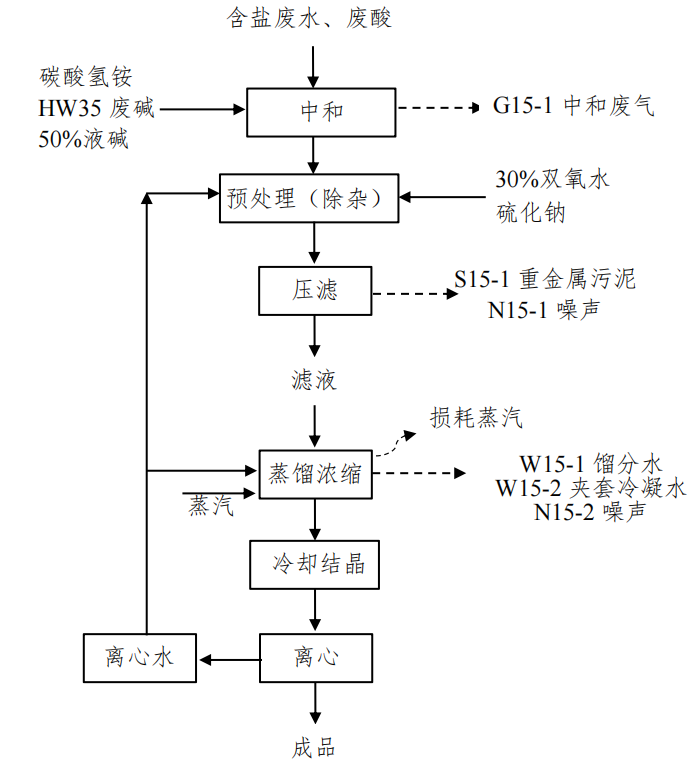 含盐废水、废酸
碳酸氢铵
HW35 废碱
50%液碱
中和
G15-1 中和废气
预处理（除杂）
30%双氧水
硫化钠
压滤
S15-1 重金属污泥
N15-1 噪声
滤液
损耗蒸汽
蒸馏浓缩
蒸汽
W15-1 馏分水
W15-2 夹套冷凝水
N15-2 噪声
冷却结晶
离心水
离心
成品